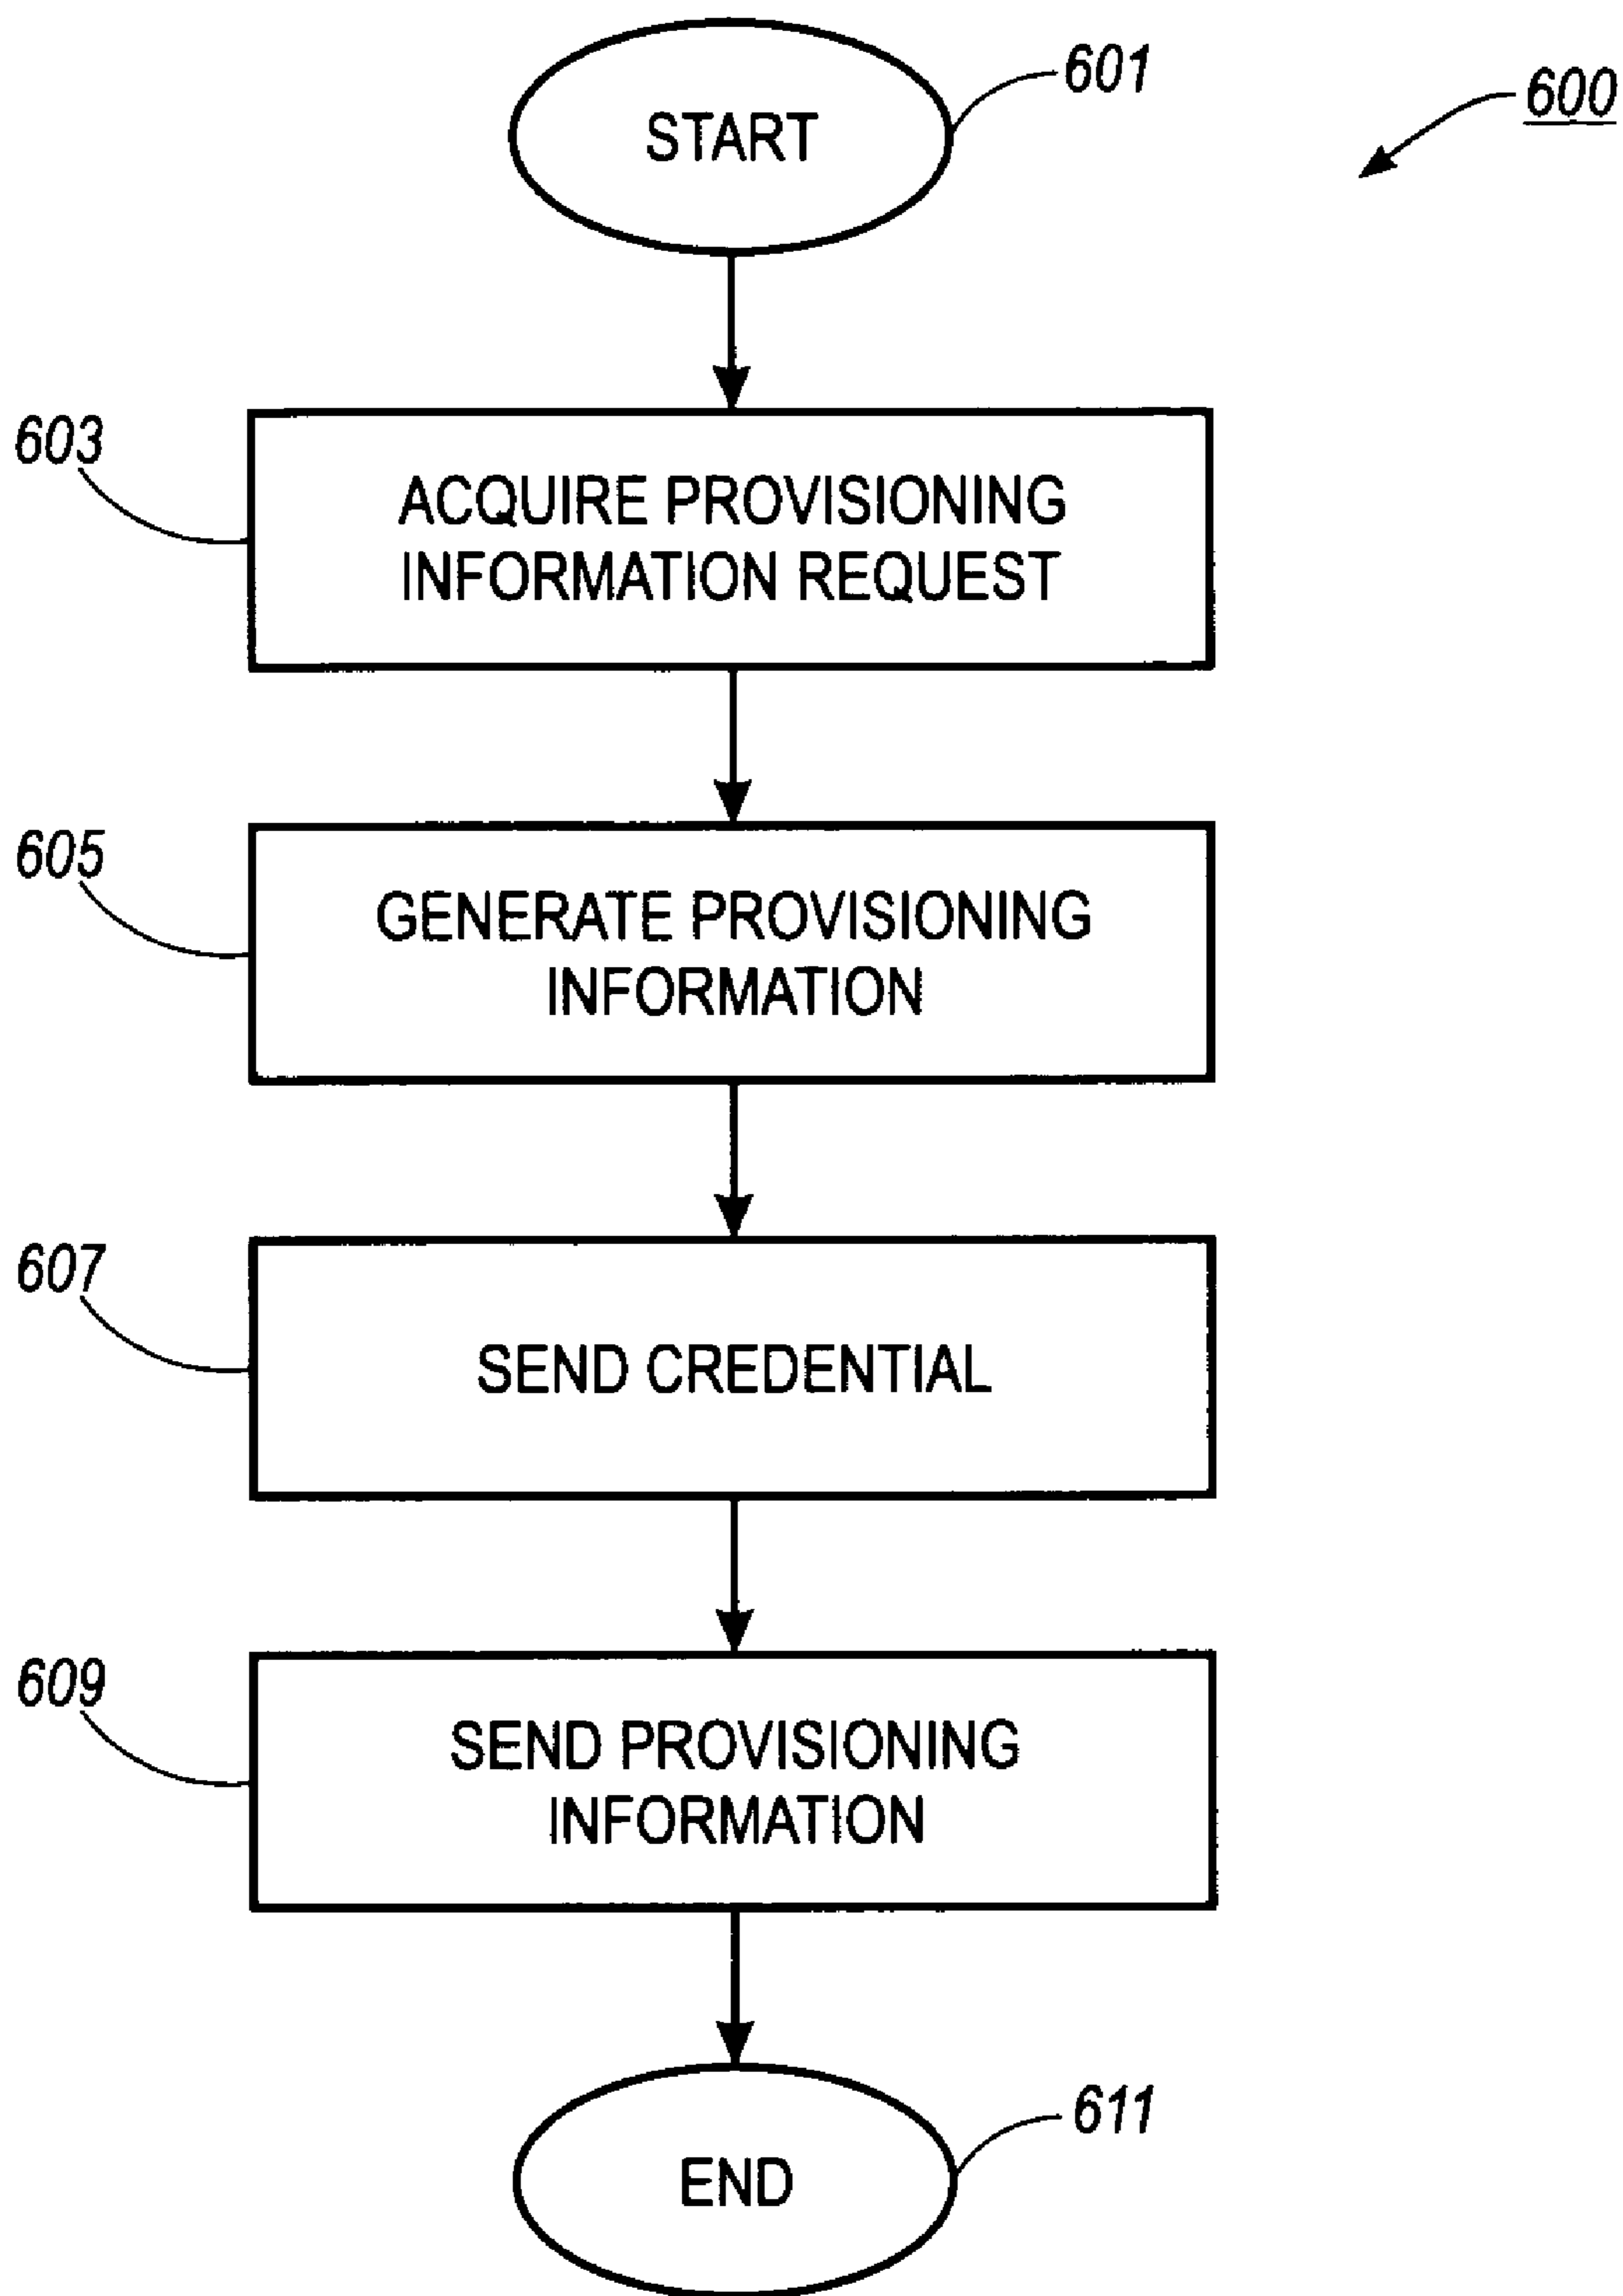 START
601
600
603
ACQUIRE PROVISIONING
INFORMATION REQUEST
605
GENERATE PROVISIONING
INFORMATION
607
SEND CREDENTIAL
609
SEND PROVISIONING
INFORMATION
611
END